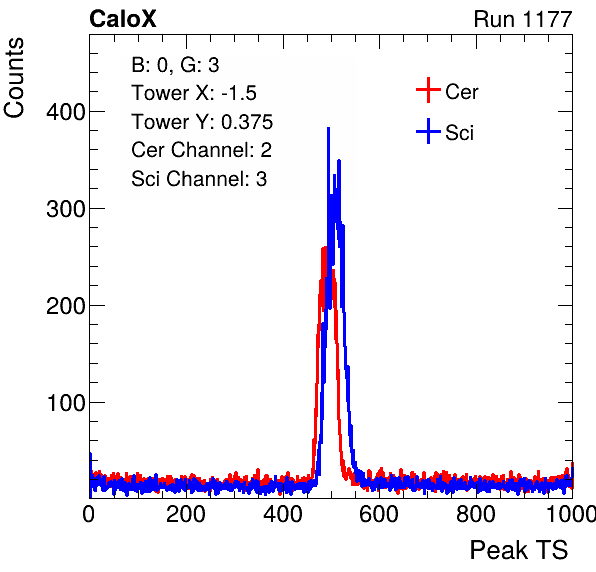 CaloX Run 1177
Counts
B: 0, G: 3
Tower X: -1.5
Tower Y: 0.375
Cer Channel: 2
Sci Channel: 3
Cer
Sci
400
300
200
100
0 200 400 600 800 1000
Peak TS